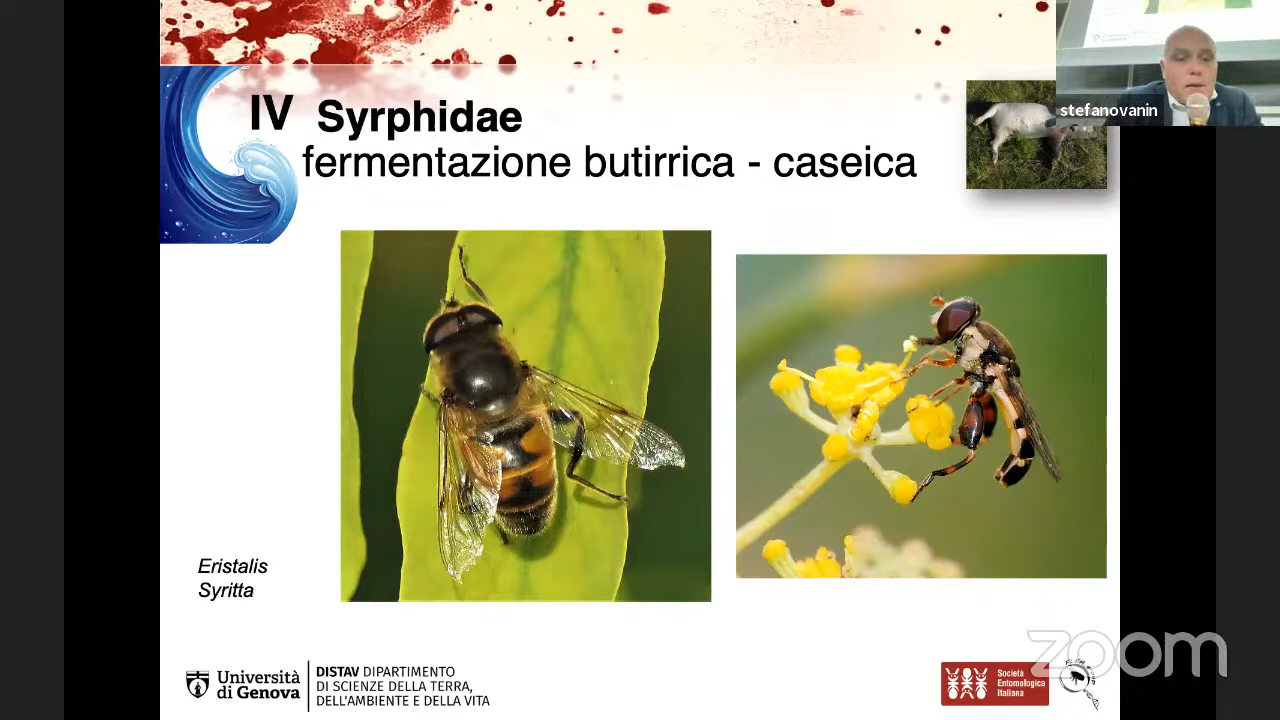 stefanovanin
IV Syrphidae
fermentazione butirrica - caseica
Eristalis
Syritta
Università
di Genova
DISTAV DIPARTIMENTO
DI SCIENZE DELLA TERRA,
DELL'AMBIENTE E DELLA VITA
Società
Entomologica
Italiana
zoom